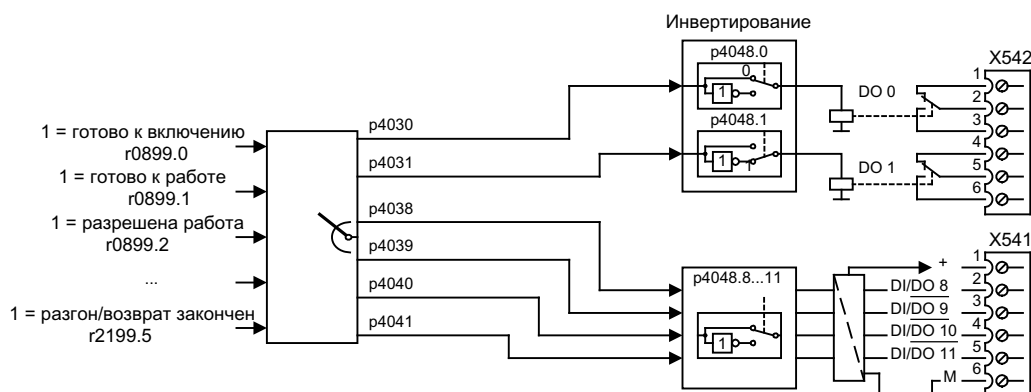 Инвертирование
p4048.0
0
1
p4048.1
1
1
DO 0
DO 1
X542
1
2
3
4
5
6
1 = готово к включению
r0899.0
1 = готово к работе
r0899.1
1 = разрешена работа
r0899.2
...
1 = разгон/возврат закончен
r2199.5
p4030
p4031
p4038
p4039
p4040
p4041
p4048.8...11
1
X541
+
1
DI/DO 8
2
DI/DO 9
3
DI/DO 10
4
DI/DO 11
5
M
6